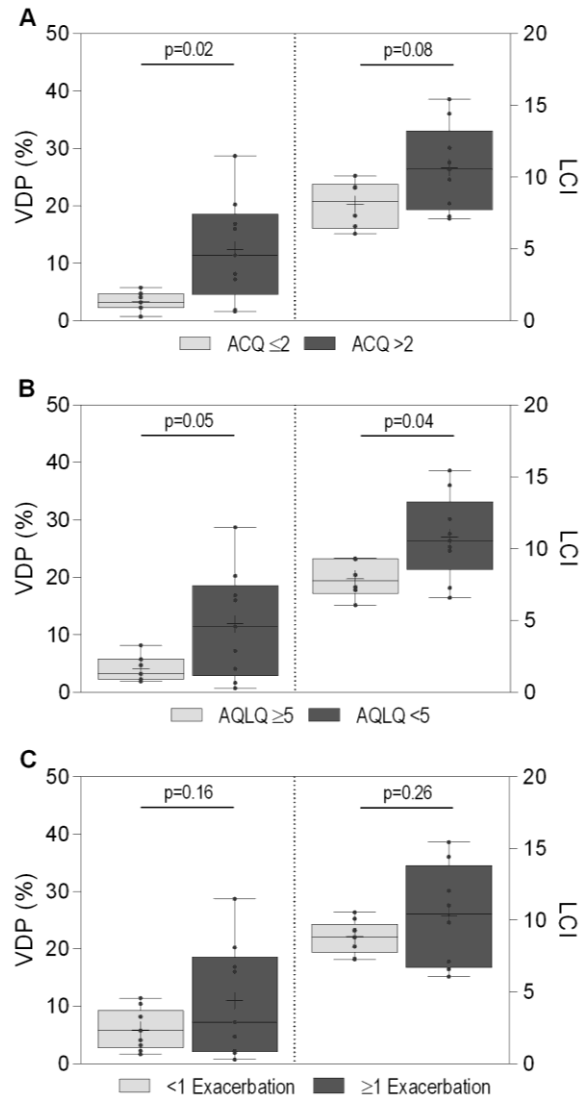 A
p=0.02
p=0.08
50
40
30
20
10
0
VDP (%)
20
15
10
5
0
LCI
ACQ ≤2
ACQ >2
B
p=0.05
p=0.04
50
40
30
20
10
0
VDP (%)
20
15
10
5
0
LCI
AQLQ ≥5
AQLQ <5
C
p=0.16
p=0.26
50
40
30
20
10
0
VDP (%)
20
15
10
5
0
LCI
<1 Exacerbation
≥1 Exacerbation